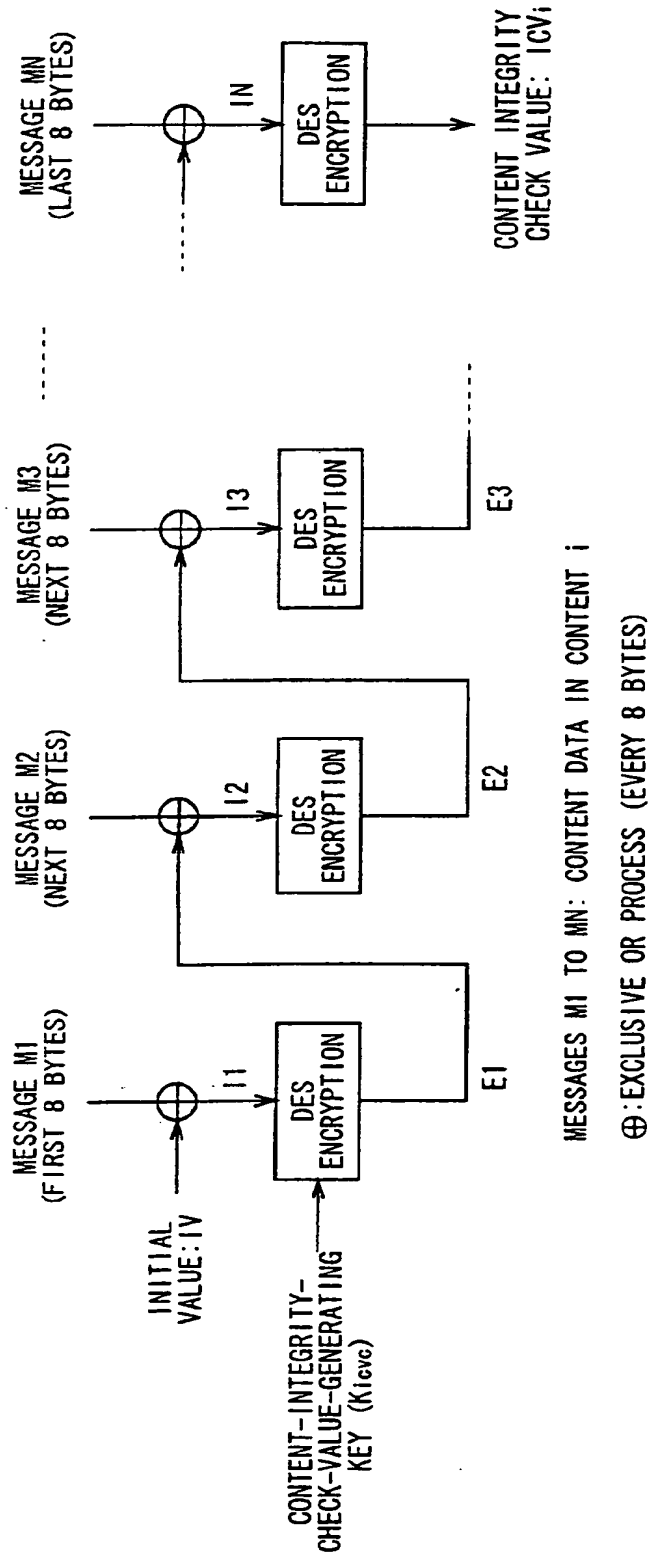 MESSAGE M1
(FIRST 8 BYTES)
MESSAGE M2
(NEXT 8 BYTES)
MESSAGE M3
(NEXT 8 BYTES)
MESSAGE MN
(LAST 8 BYTES)
INITIAL
VALUE:IV
I1
I2
I3
IN
CONTENT-INTEGRITY-
CHECK-VALUE-GENERATING
KEY (Kicvc)
DES
ENCRYPTION
DES
ENCRYPTION
DES
ENCRYPTION
DES
ENCRYPTION
E1
E2
E3
CONTENT INTEGRITY
CHECK VALUE: ICVi
MESSAGES M1 TO MN: CONTENT DATA IN CONTENT i
⊕:EXCLUSIVE OR PROCESS (EVERY 8 BYTES)